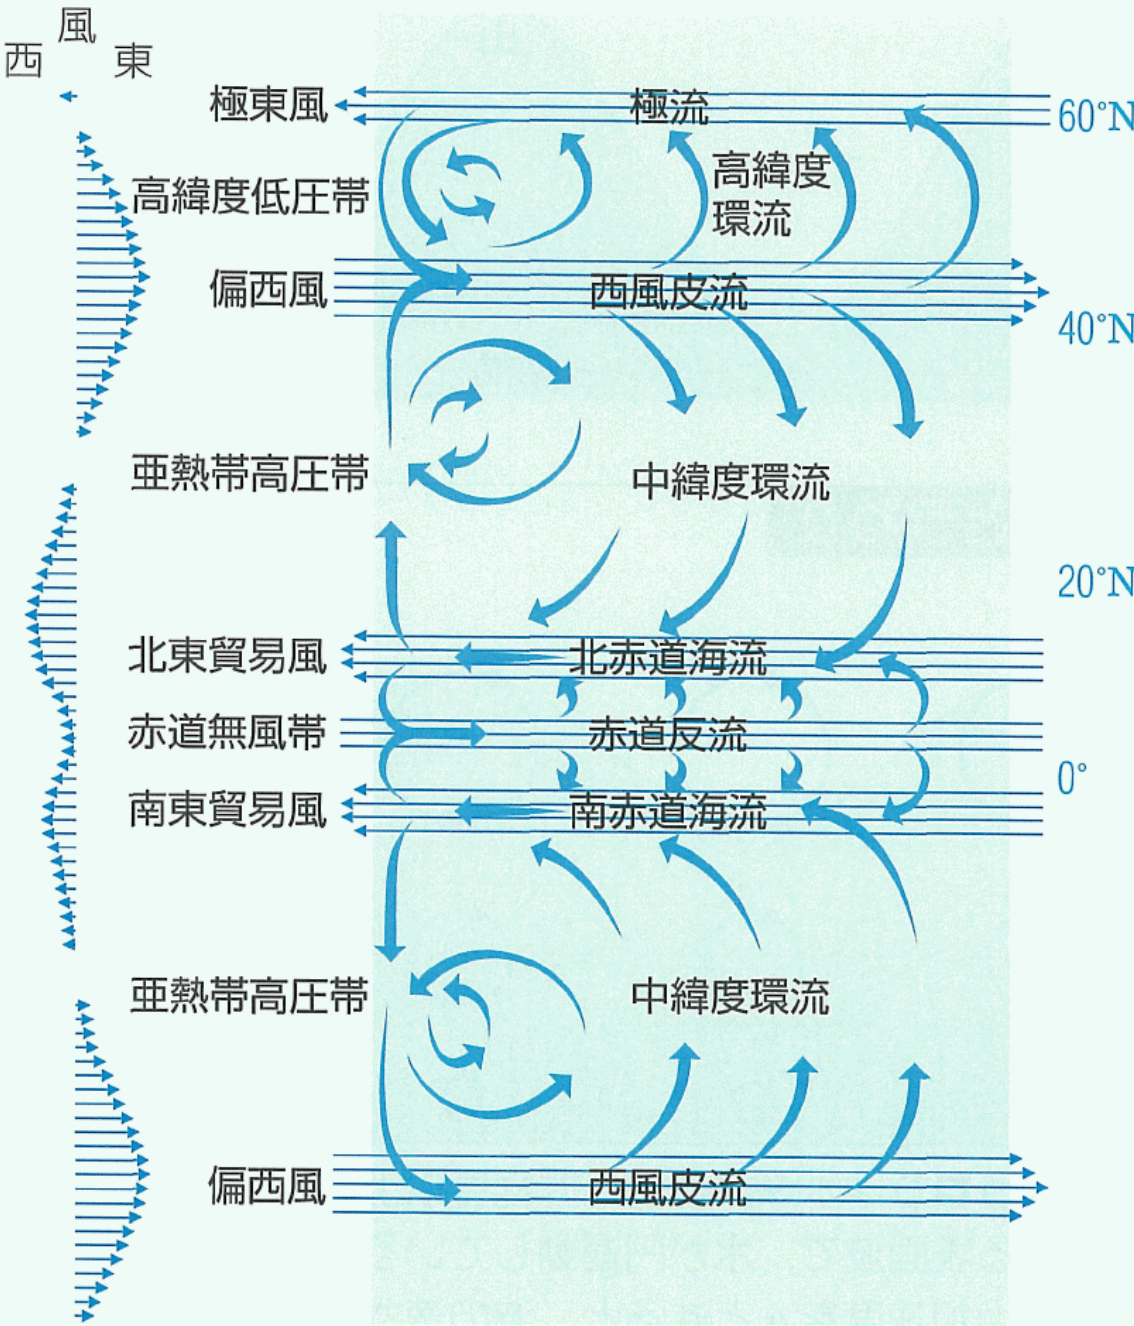 風
西 東
極東風 極流 60°N
高緯度
高緯度低圧帯
環流
偏西風 西風皮流
40°N
亜熱帯高圧帯 中緯度環流
20°N
北東貿易風 北赤道海流
赤道無風帯 赤道反流
0°
南東貿易風 南赤道海流
亜熱帯高圧帯 中緯度環流
偏西風 西風皮流